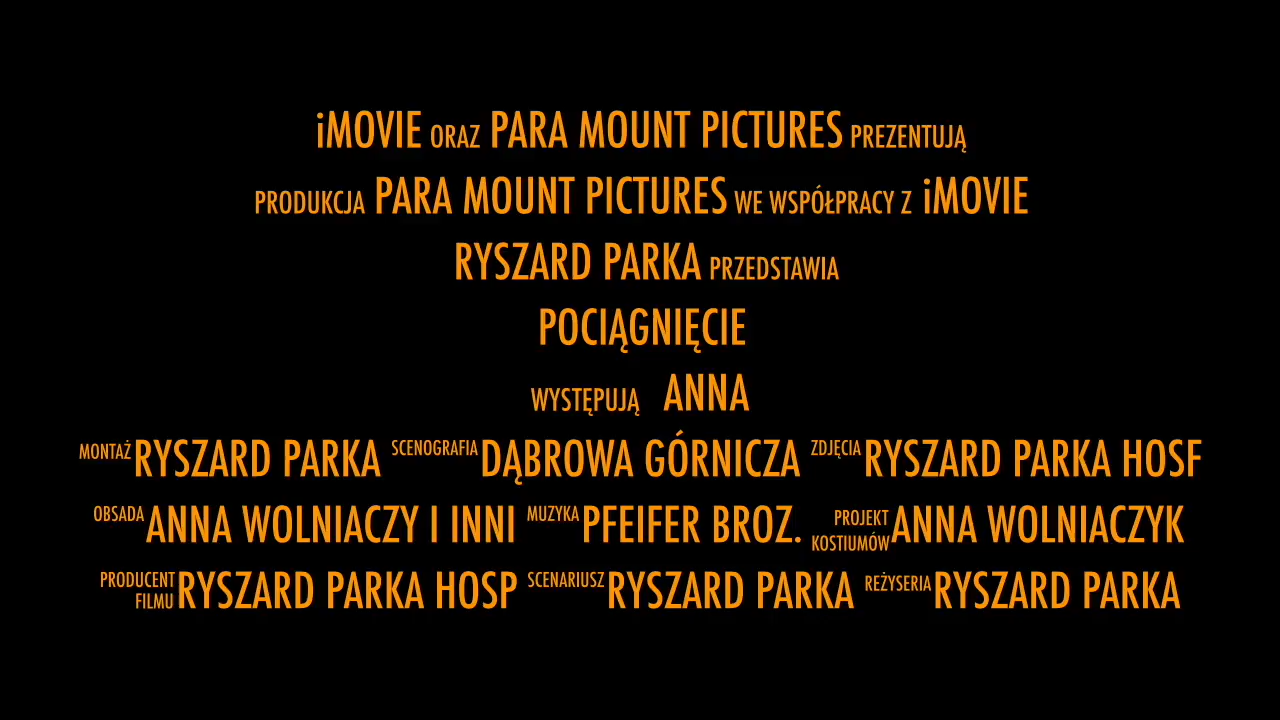 iMOVIE ORAZ PARA MOUNT PICTURES PREZENTUJĄ
PRODUKCJA PARA MOUNT PICTURES WE WSPÓŁPRACY Z iMOVIE
RYSZARD PARKA PRZEDSTAWIA
POCIĄGNIĘCIE
WYSTĘPUJĄ ANNA
MONTAŻ RYSZARD PARKA SCENOGRAFIA DĄBROWA GÓRNICZA ZDJĘCIA RYSZARD PARKA HOSF
OBSADA ANNA WOLNIACZY I INNI MUZYKA PFEIFER BROZ. PROJEKT KOSTIUMÓW ANNA WOLNIACZYK
PRODUCENT FILMU RYSZARD PARKA HOSP SCENARIUSZ RYSZARD PARKA REŻYSERIA RYSZARD PARKA